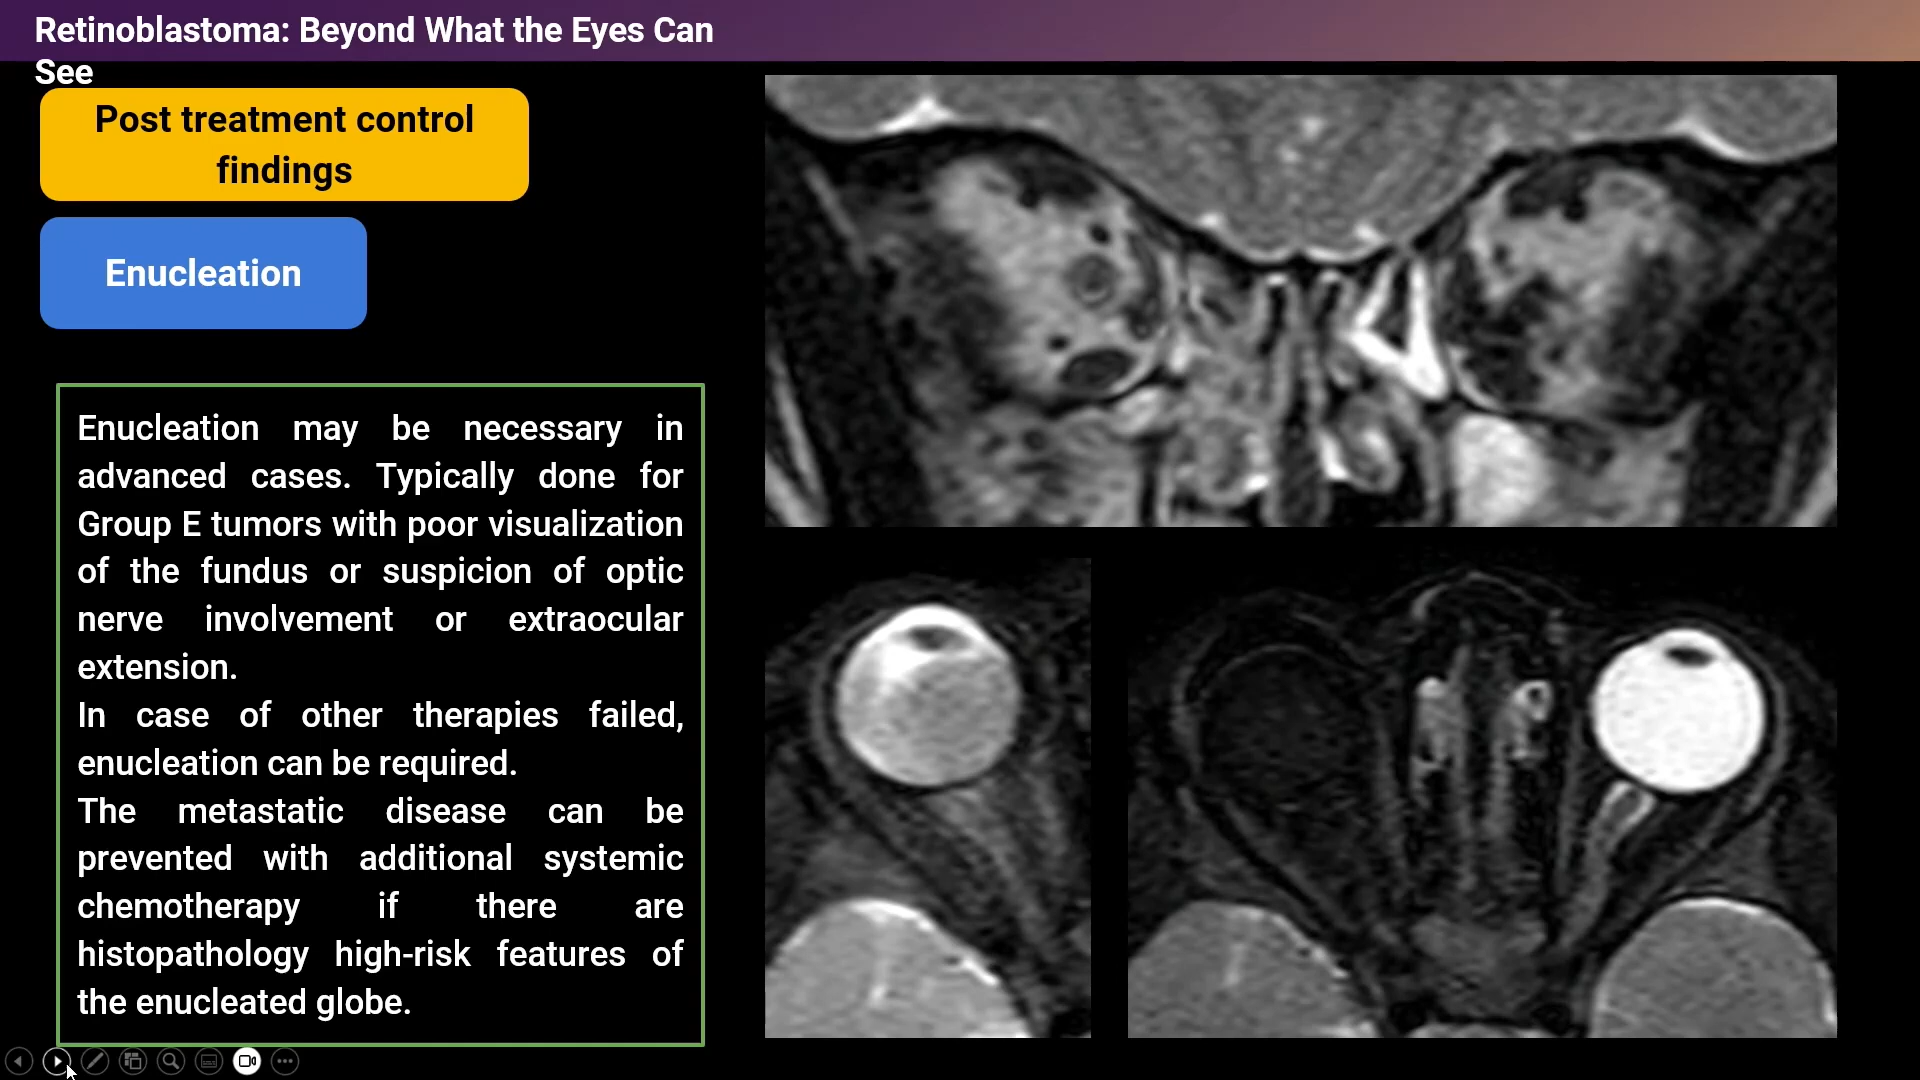 Retinoblastoma: Beyond What the Eyes Can
See
Post treatment control
findings
Enucleation
Enucleation may be necessary in
advanced cases. Typically done for
Group E tumors with poor visualization
of the fundus or suspicion of optic
nerve involvement or extraocular
extension.
In case of other therapies failed,
enucleation can be required.
The metastatic disease can be
prevented with additional systemic
chemotherapy if there are
histopathology high-risk features of
the enucleated globe.